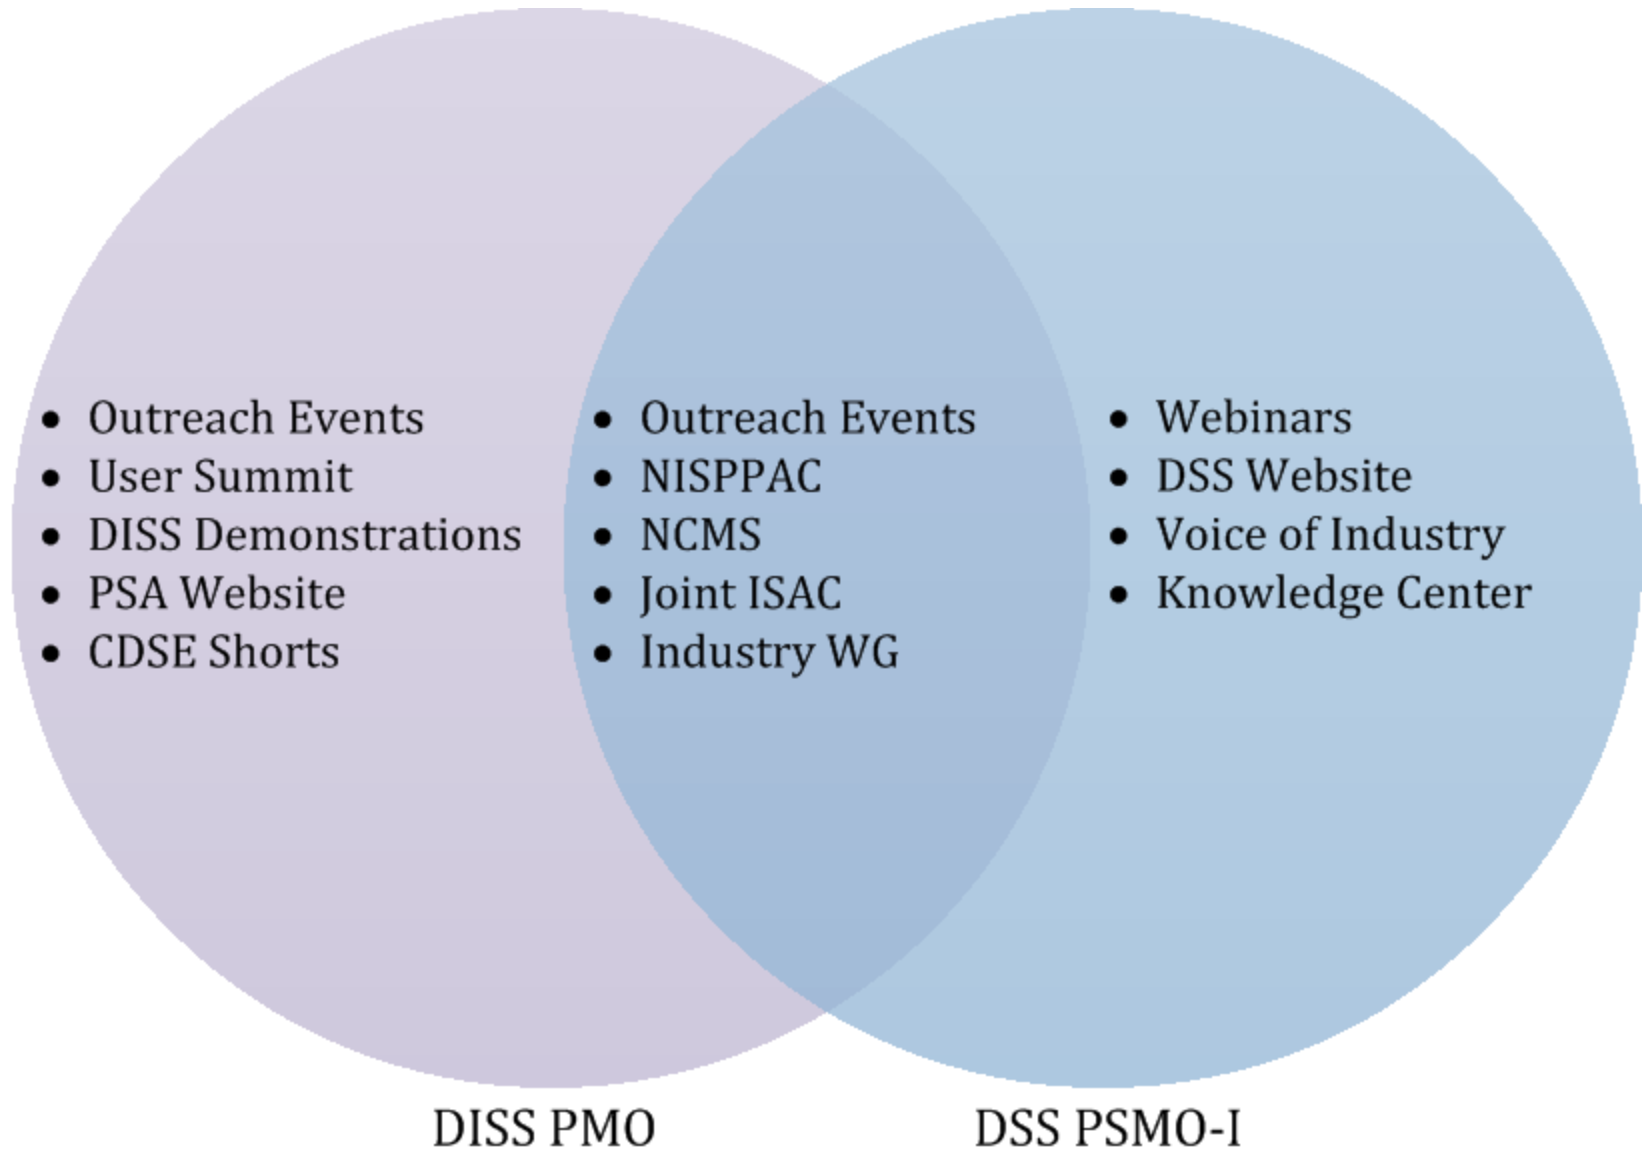 • Outreach Events
• User Summit
• DISS Demonstrations
• PSA Website
• CDSE Shorts
• Outreach Events
• NISPPAC
• NCMS
• Joint ISAC
• Industry WG
• Webinars
• DSS Website
• Voice of Industry
• Knowledge Center
DISS PMO
DSS PSMO-I